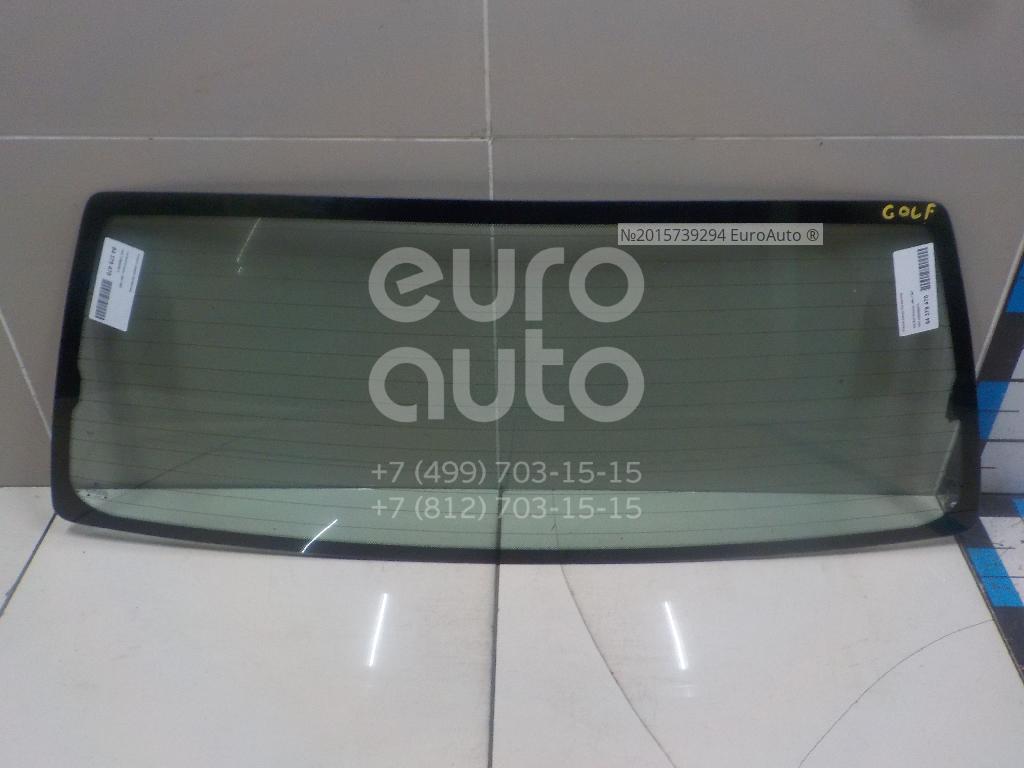 GOLF
№2015739294 EuroAuto ®
euro
auto
+7 (499) 703-15-15
+7 (812) 703-15-15